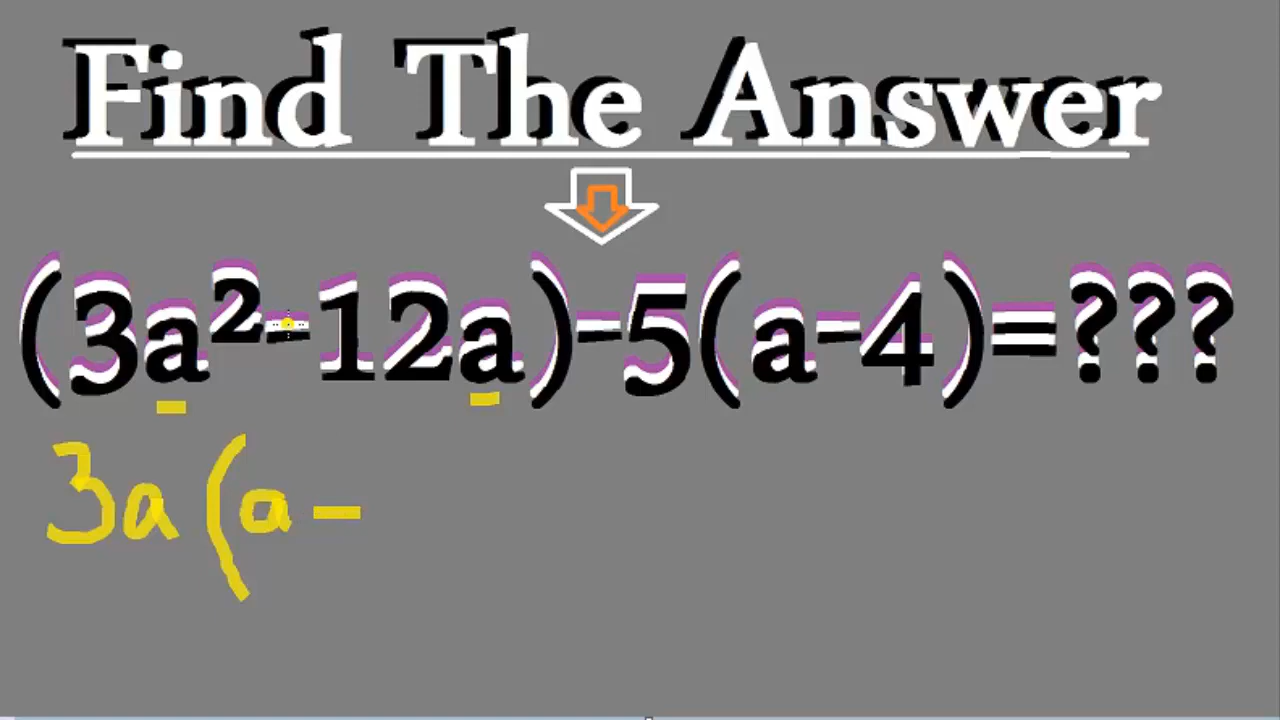 Find The Answer
(3a²-12a)-5(a-4)=???
3a (a -